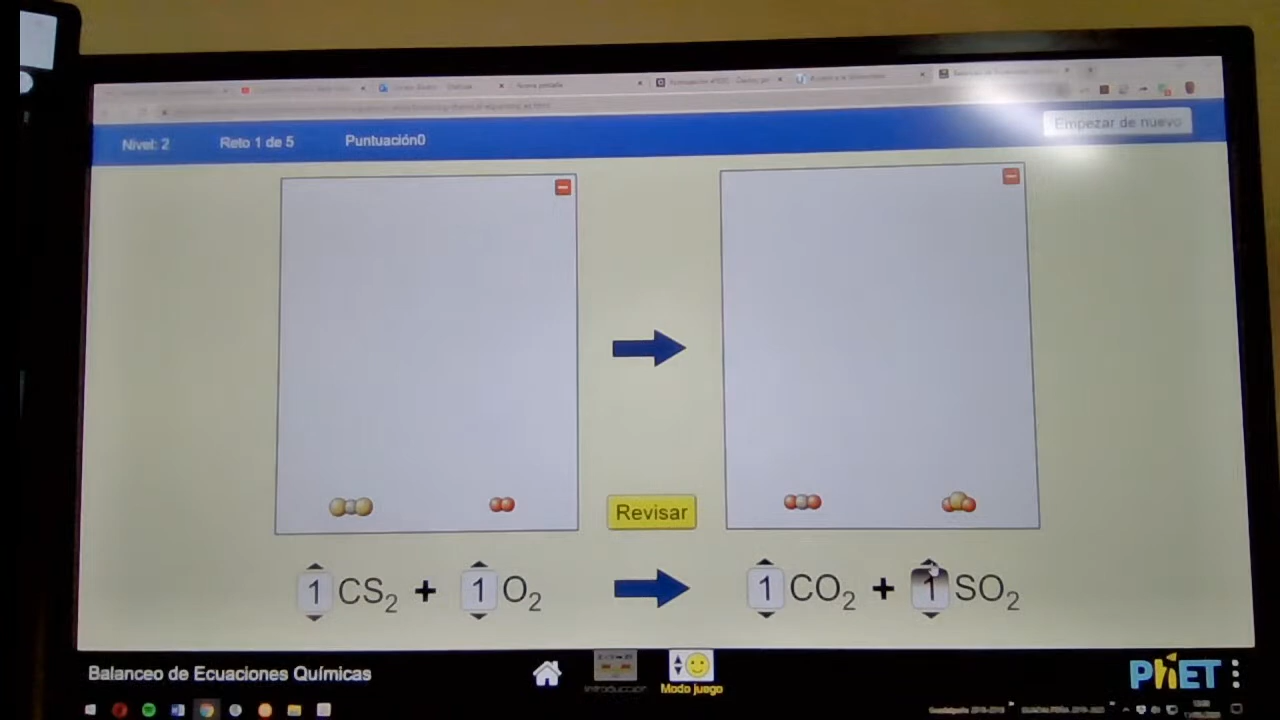 Nivel: 2
Reto 1 de 5
Puntuación0
Empezar de nuevo
Revisar
1 CS2 + 1 O2
1 CO2 + 1 SO2
Balanceo de Ecuaciones Químicas
Introducción
Modo juego
PhET